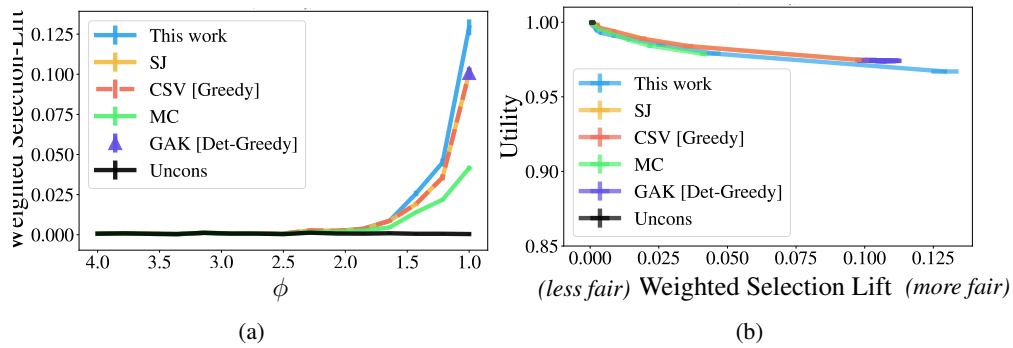 Weighted Selection-Lift
0.125
0.100
0.075
0.050
0.025
0.000
This work
SJ
CSV [Greedy]
MC
GAK [Det-Greedy]
Uncons
4.0 3.5 3.0 2.5 2.0 1.5 1.0
ϕ
(a)
Utility
1.00
0.95
0.90
0.85
This work
SJ
CSV [Greedy]
MC
GAK [Det-Greedy]
Uncons
0.000 0.025 0.050 0.075 0.100 0.125
(less fair) Weighted Selection Lift (more fair)
(b)